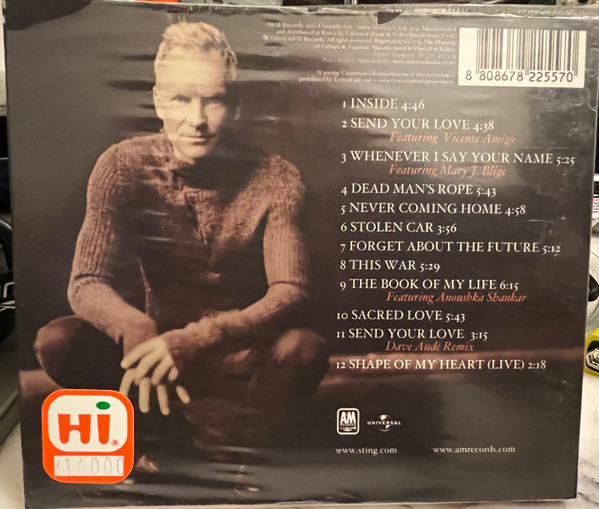 8 808678 225570
1 INSIDE 4:46
2 SEND YOUR LOVE 4:38
Featuring Vicente Amigo
3 WHENEVER I SAY YOUR NAME 5:25
Featuring Mary J. Blige
4 DEAD MAN'S ROPE 5:43
5 NEVER COMING HOME 4:58
6 STOLEN CAR 3:56
7 FORGET ABOUT THE FUTURE 5:12
8 THIS WAR 5:29
9 THE BOOK OF MY LIFE 6:15
Featuring Anoushka Shankar
10 SACRED LOVE 5:43
11 SEND YOUR LOVE 3:15
Dave Audé Remix
12 SHAPE OF MY HEART (LIVE) 2:18
A&M UNIVERSAL
www.sting.com www.amrecords.com
Hi